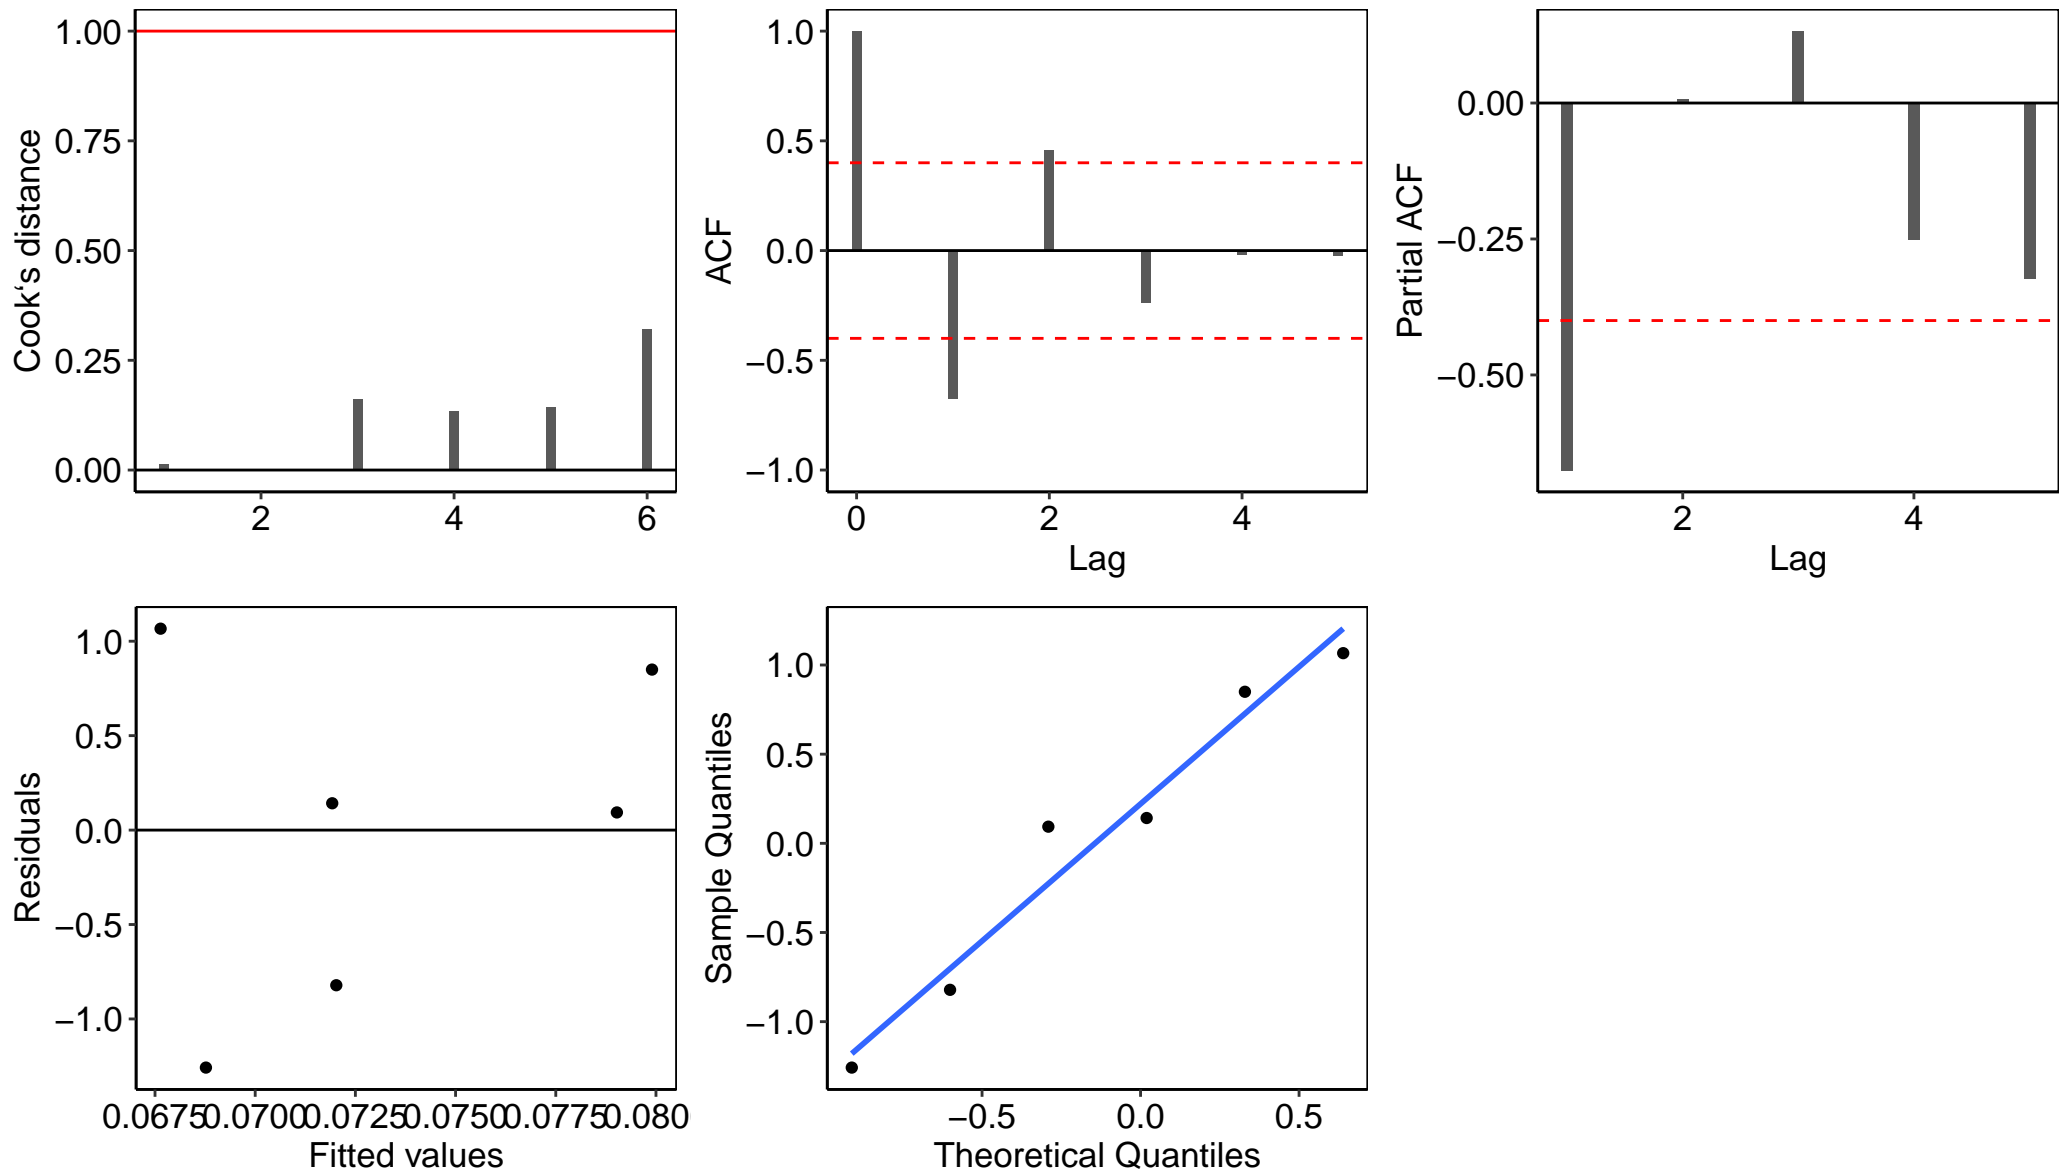 1.00
0.75
0.50
0.25
0.00
Cook‘s distance
2 4 6
1.0
0.5
0.0
−0.5
−1.0
ACF
0 2 4
Lag
0.00
−0.25
−0.50
Partial ACF
2 4
Lag
1.0
0.5
0.0
−0.5
−1.0
Residuals
0.0675 0.0700 0.0725 0.0750 0.0775 0.080
Fitted values
1.0
0.5
0.0
−0.5
−1.0
Sample Quantiles
−0.5 0.0 0.5
Theoretical Quantiles